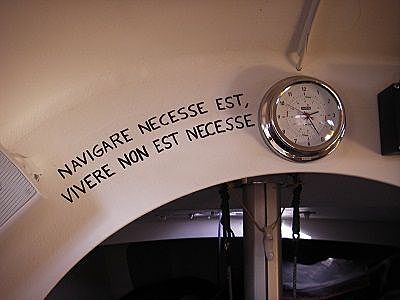 NAVIGARE NECESSE EST,
VIVERE NON EST NECESSE